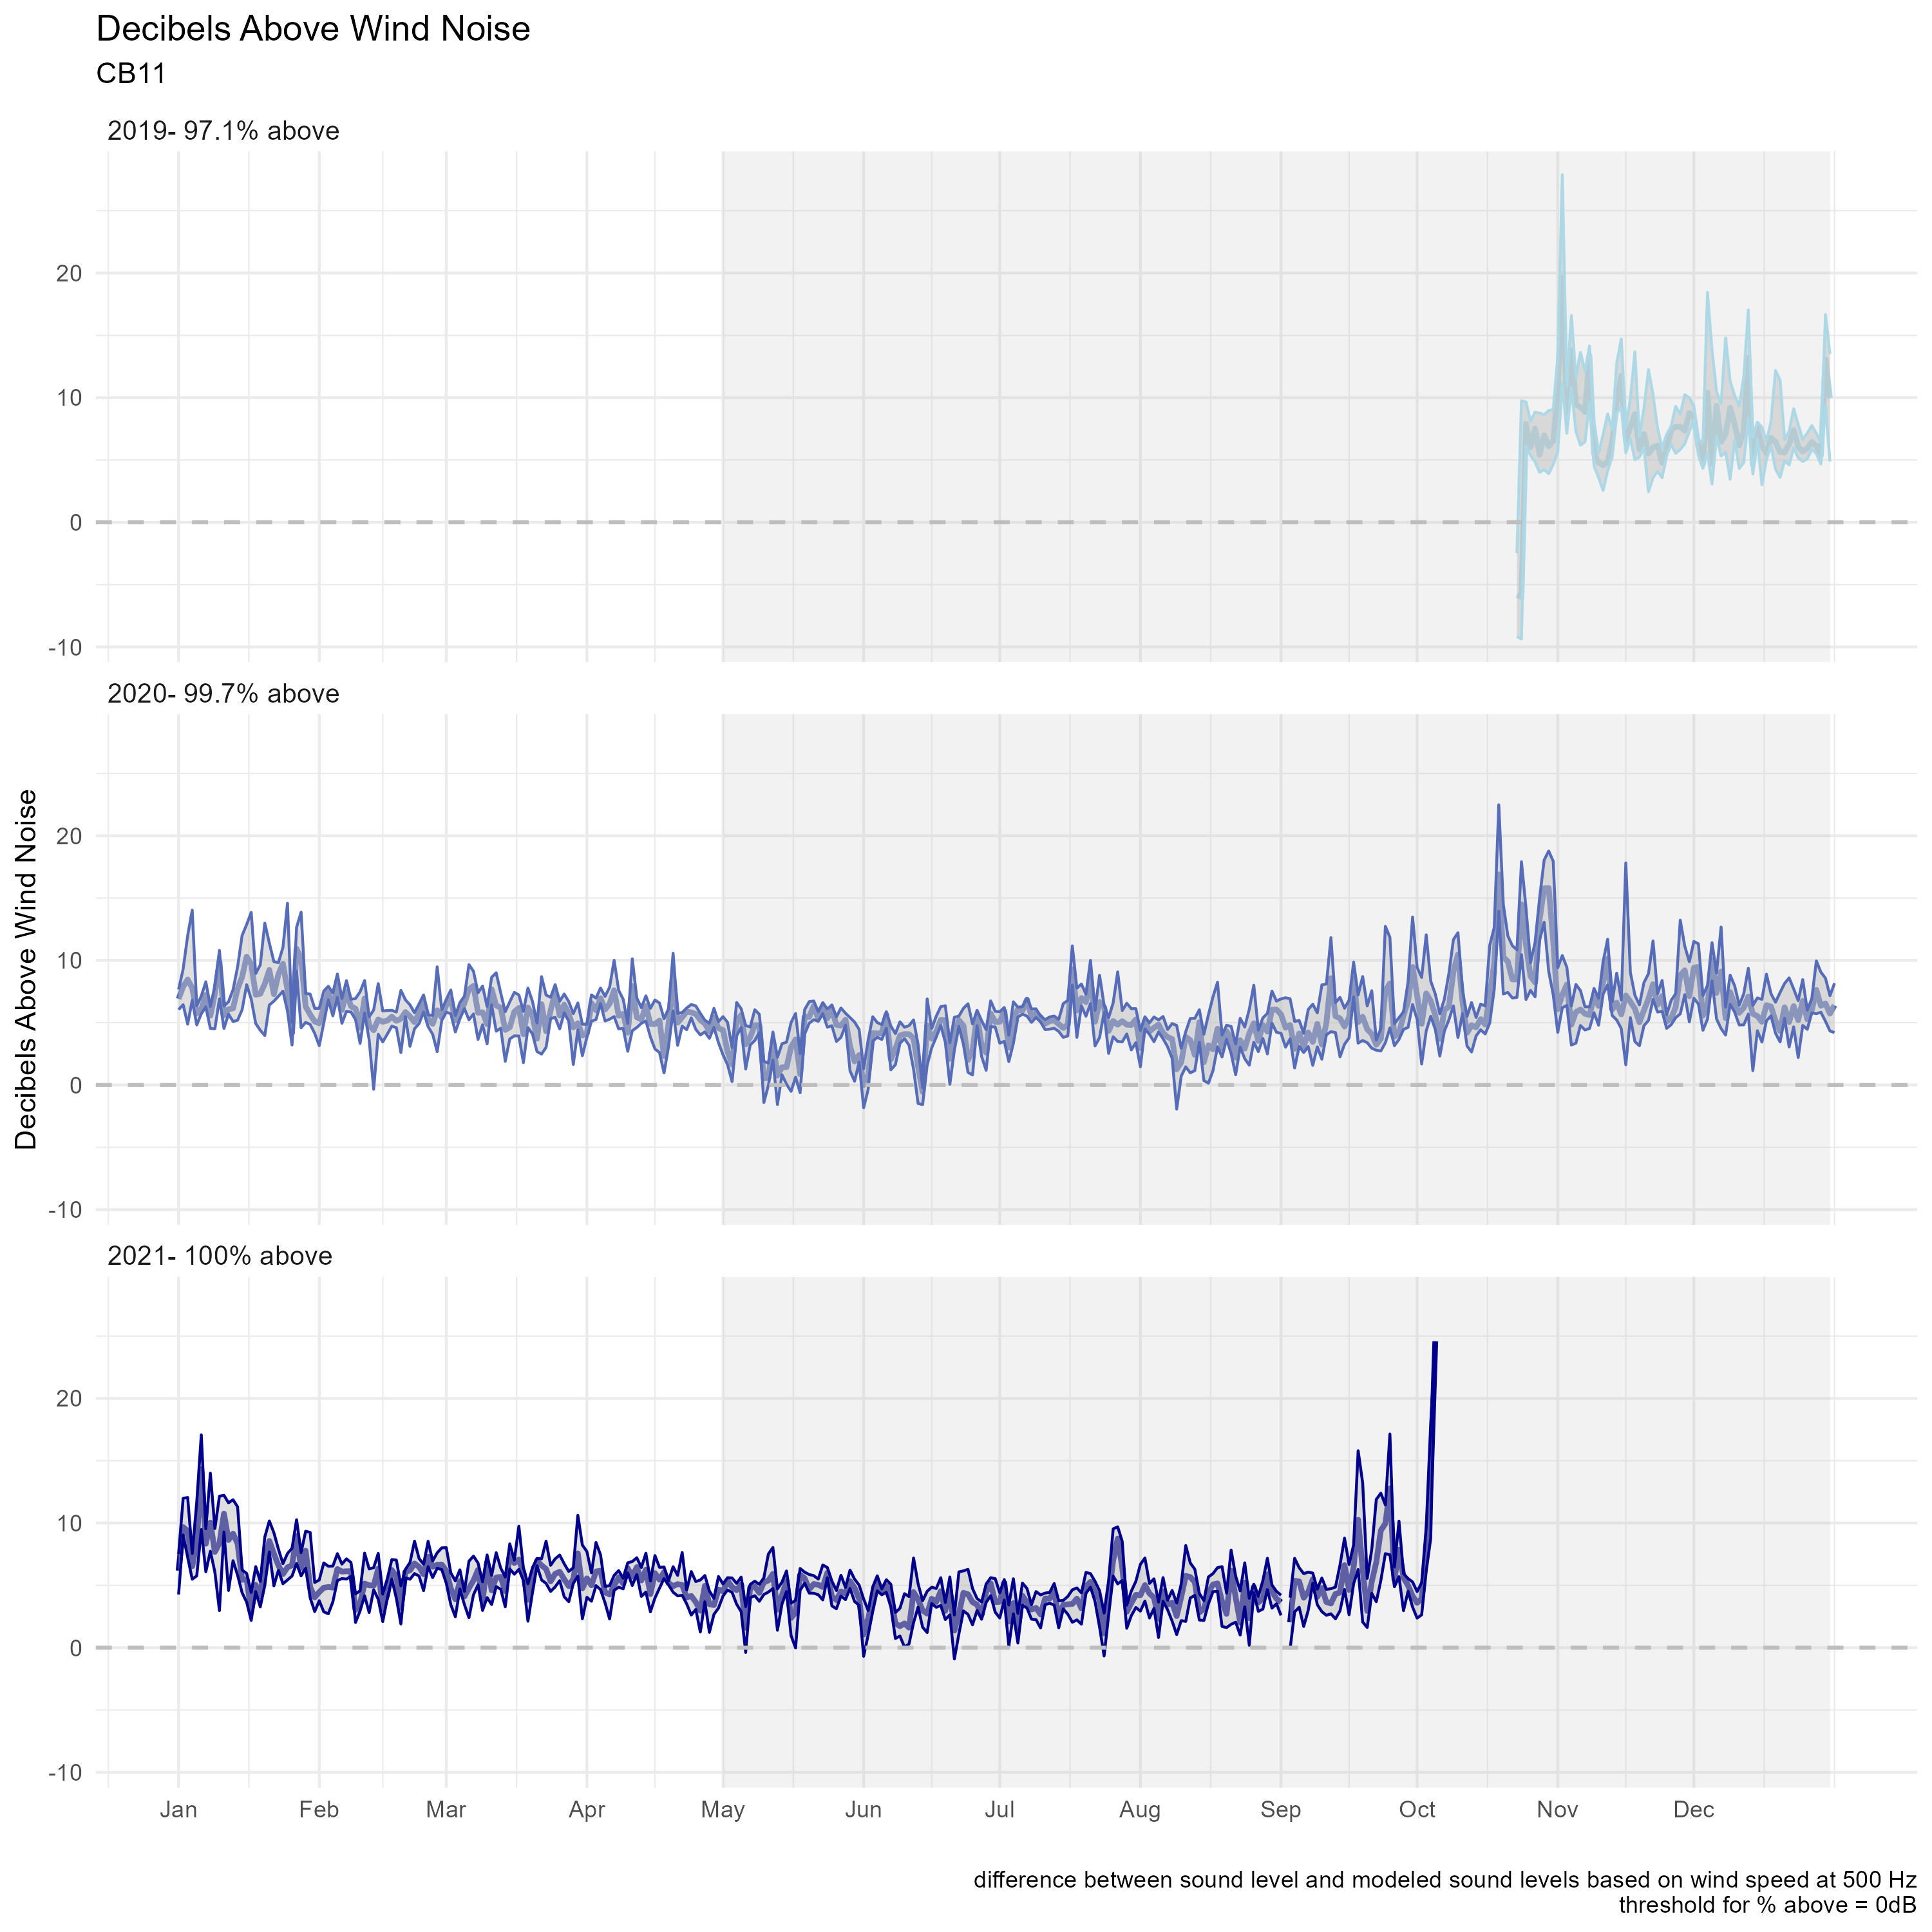 Decibels Above Wind Noise
CB11
2019- 97.1% above
20
10
0
-10
2020- 99.7% above
20
10
0
-10
Decibels Above Wind Noise
2021- 100% above
20
10
0
-10
Jan Feb Mar Apr May Jun Jul Aug Sep Oct Nov Dec
difference between sound level and modeled sound levels based on wind speed at 500 Hz
threshold for % above = 0dB